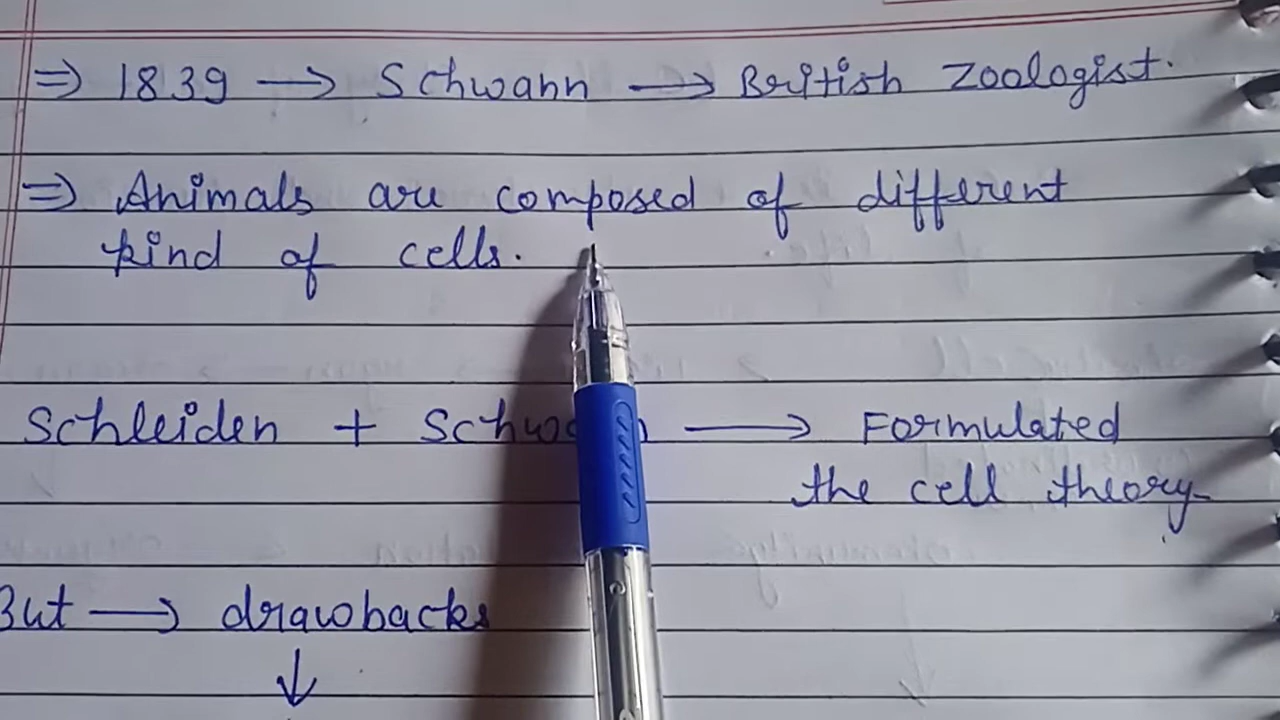 ⇒ 1839 → Schwann → British Zoologist.
⇒ Animals are composed of different
kind of cells.
Schleiden + → Formulated
the cell theory
But → drawbacks
↓